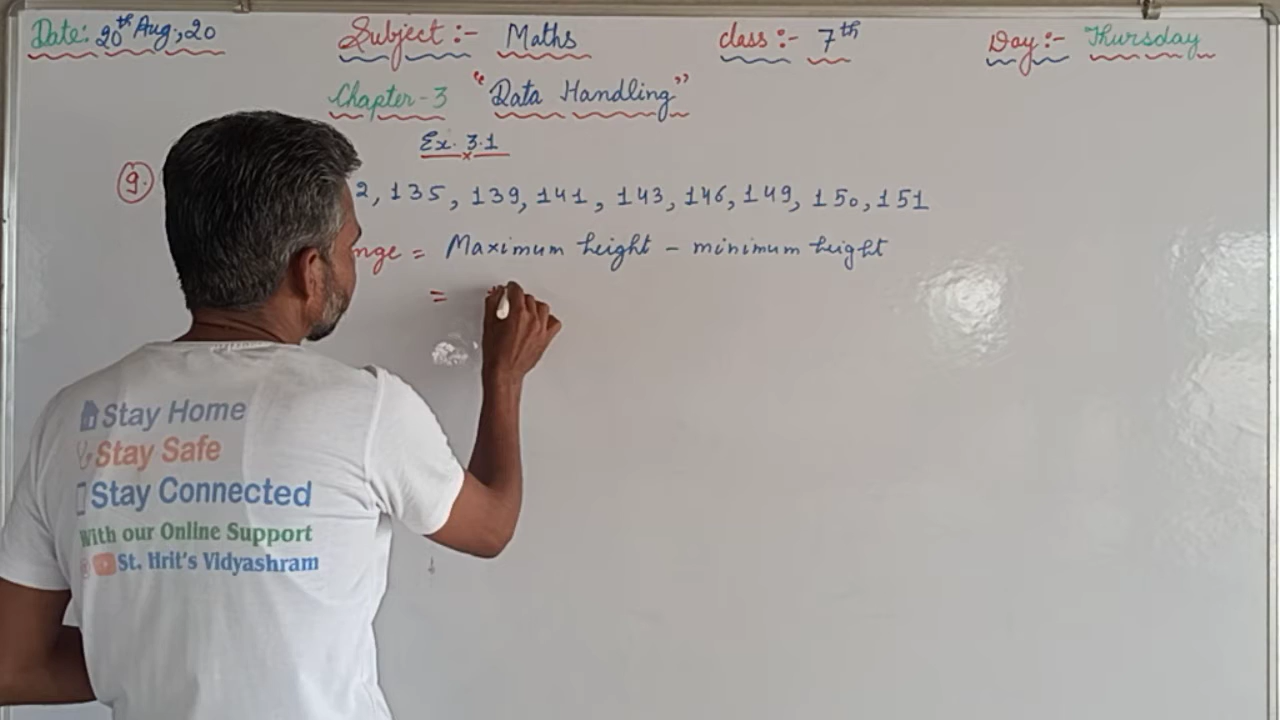 Date: 20th Aug, 20 Subject :- Maths class :- 7th Day :- Thursday
Chapter - 3 "Data Handling"
Ex. 3.1
9. 2, 135, 139, 141, 143, 146, 149, 150, 151
nge = Maximum height - minimum height
=
Stay Home
Stay Safe
Stay Connected
With our Online Support
St. Hrit's Vidyashram